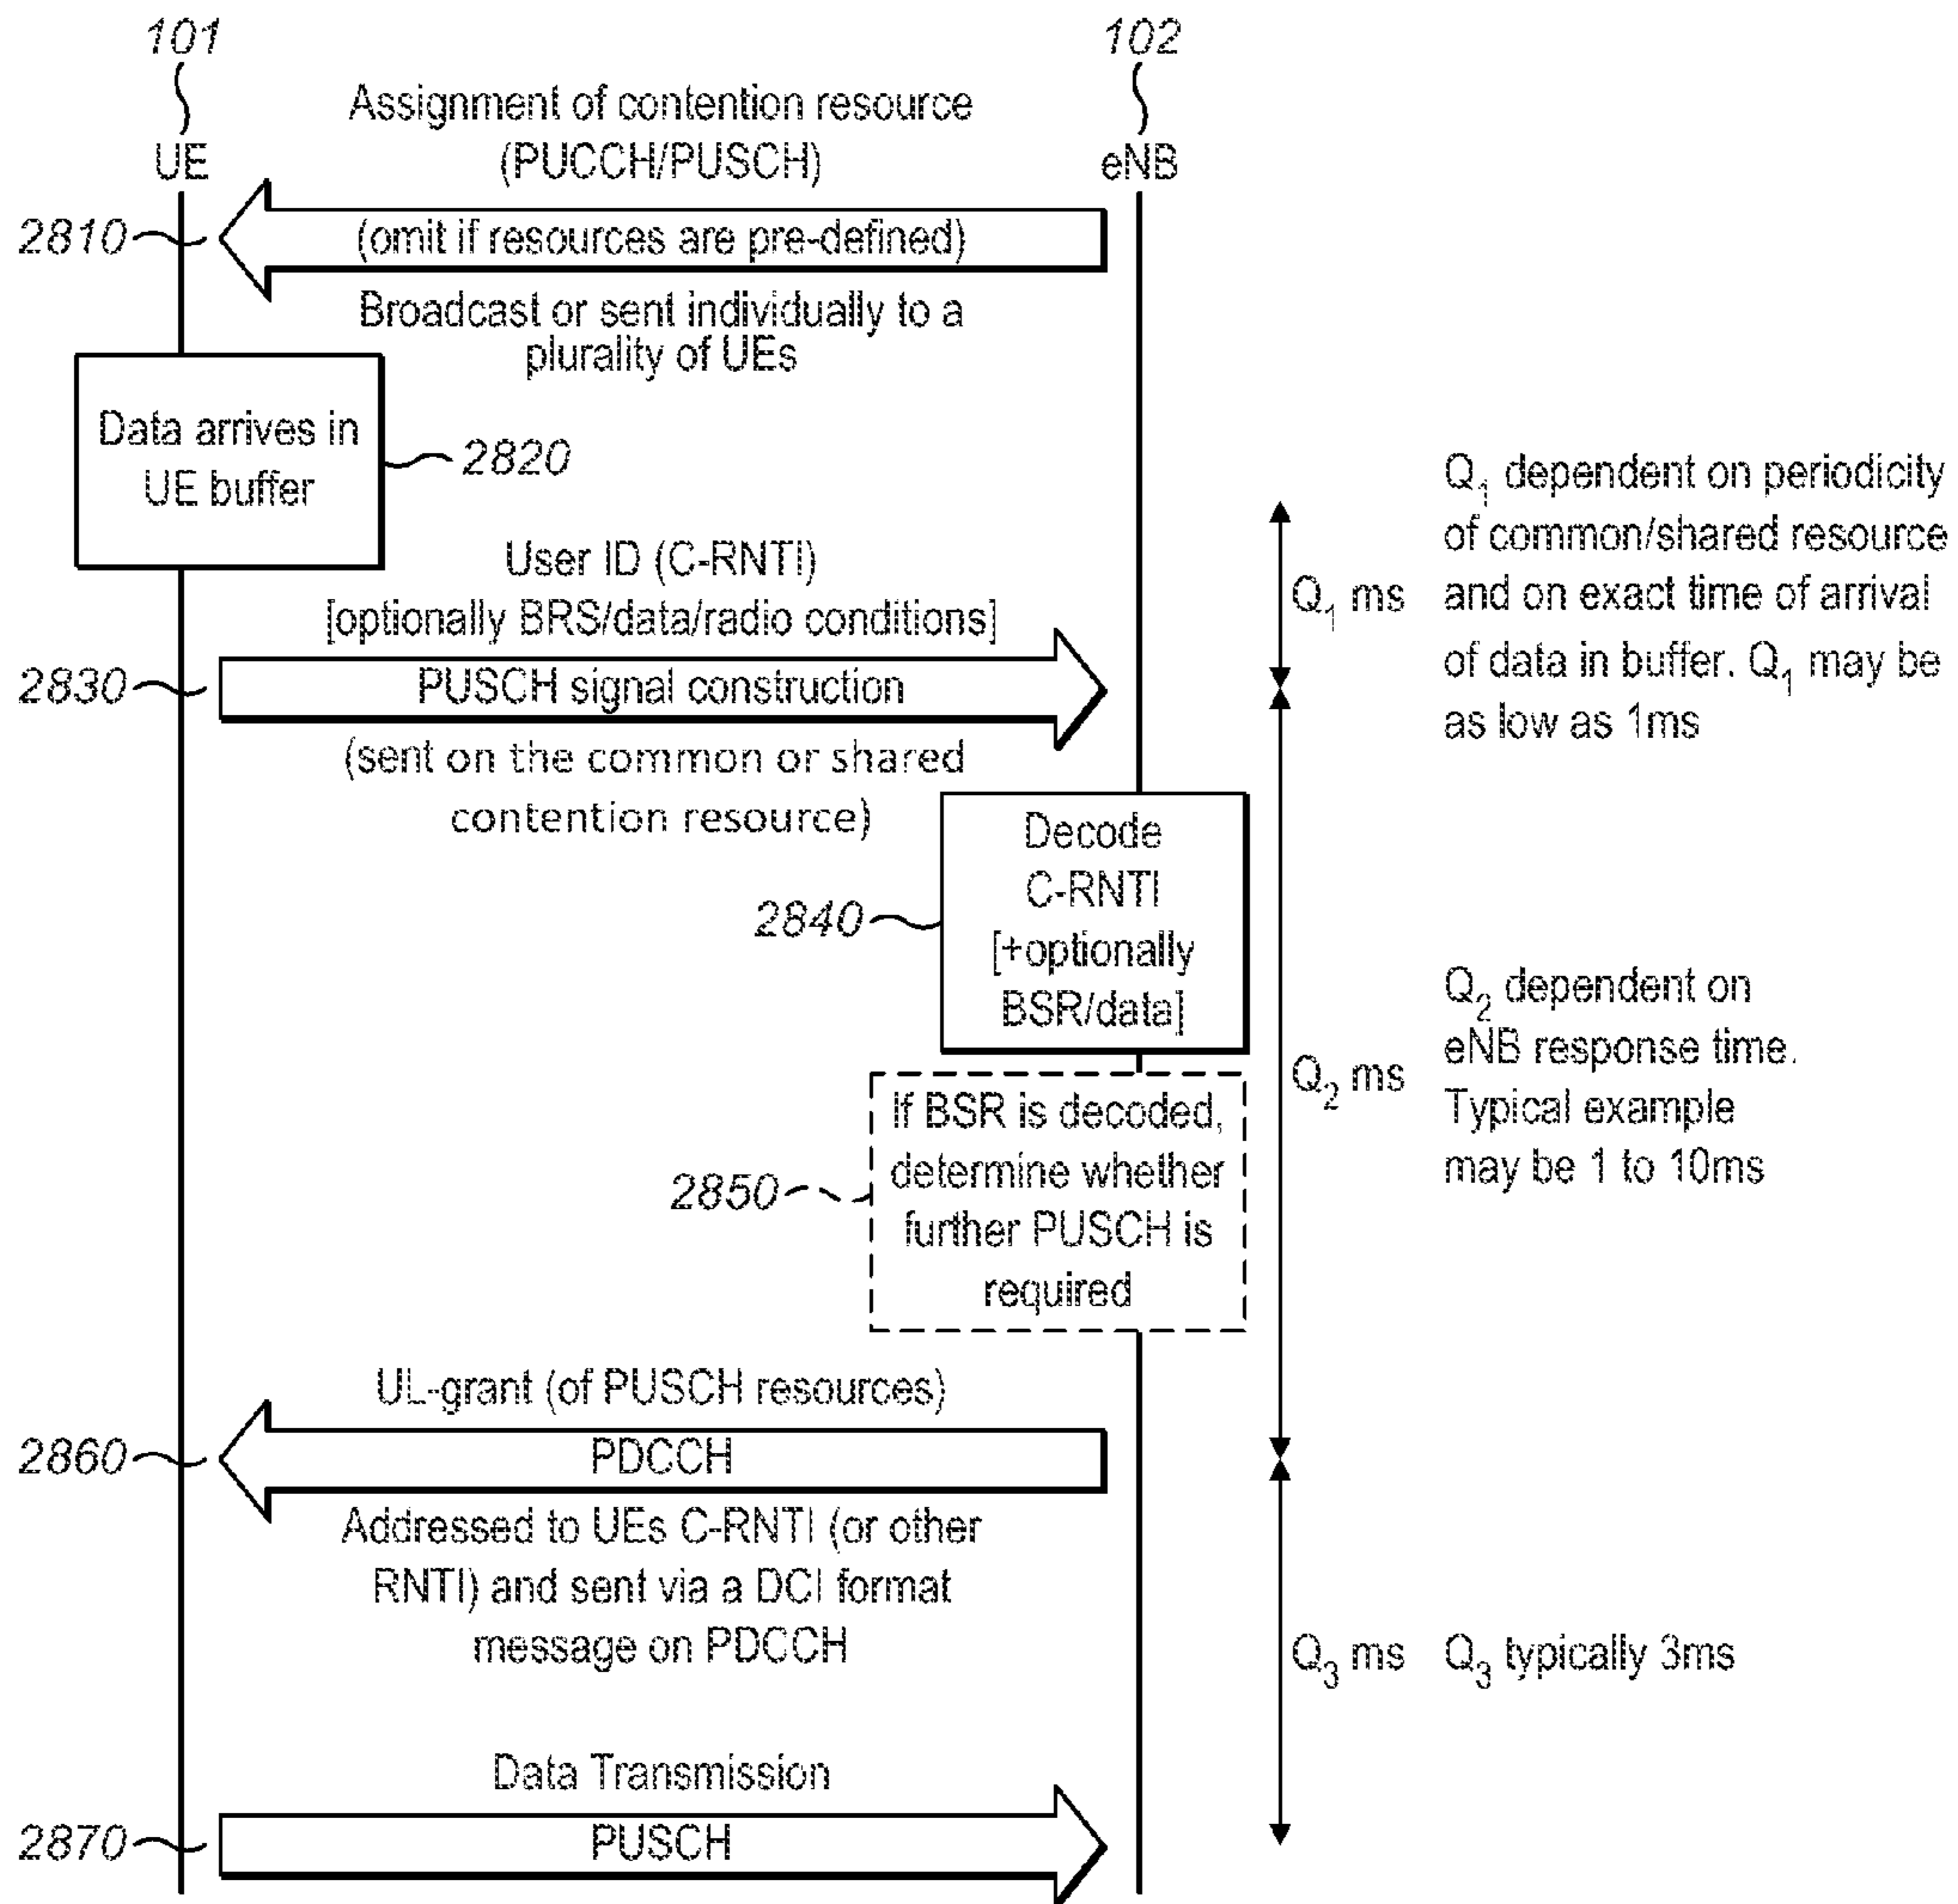 101
102
UE
eNB
Assignment of contention resource
(PUCCH/PUSCH)
2810
(omit if resources are pre-defined)
Broadcast or sent individually to a
plurality of UEs
Data arrives in
UE buffer
2820
User ID (C-RNTI)
[optionally BRS/data/radio conditions]
2830
PUSCH signal construction
(sent on the common or shared
contention resource)
Q1 ms
Q1 dependent on periodicity
of common/shared resource
and on exact time of arrival
of data in buffer. Q1 may be
as low as 1ms
2840
Decode
C-RNTI
[+optionally
BSR/data]
2850
If BSR is decoded,
determine whether
further PUSCH is
required
Q2 ms
Q2 dependent on
eNB response time.
Typical example
may be 1 to 10ms
UL-grant (of PUSCH resources)
2860
PDCCH
Addressed to UEs C-RNTI (or other
RNTI) and sent via a DCI format
message on PDCCH
Q3 ms
Q3 typically 3ms
Data Transmission
2870
PUSCH